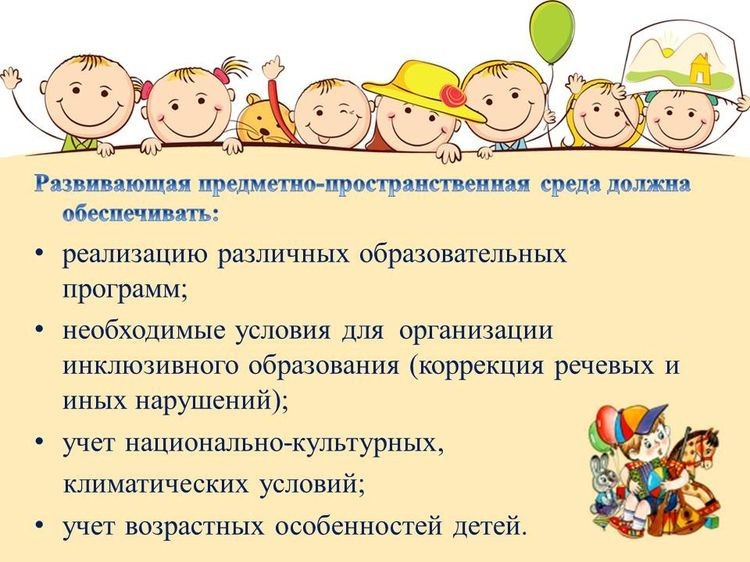 Развивающая предметно-пространственная среда должна
обеспечивать:
• реализацию различных образовательных
программ;
• необходимые условия для организации
инклюзивного образования (коррекция речевых и
иных нарушений);
• учет национально-культурных,
климатических условий;
• учет возрастных особенностей детей.